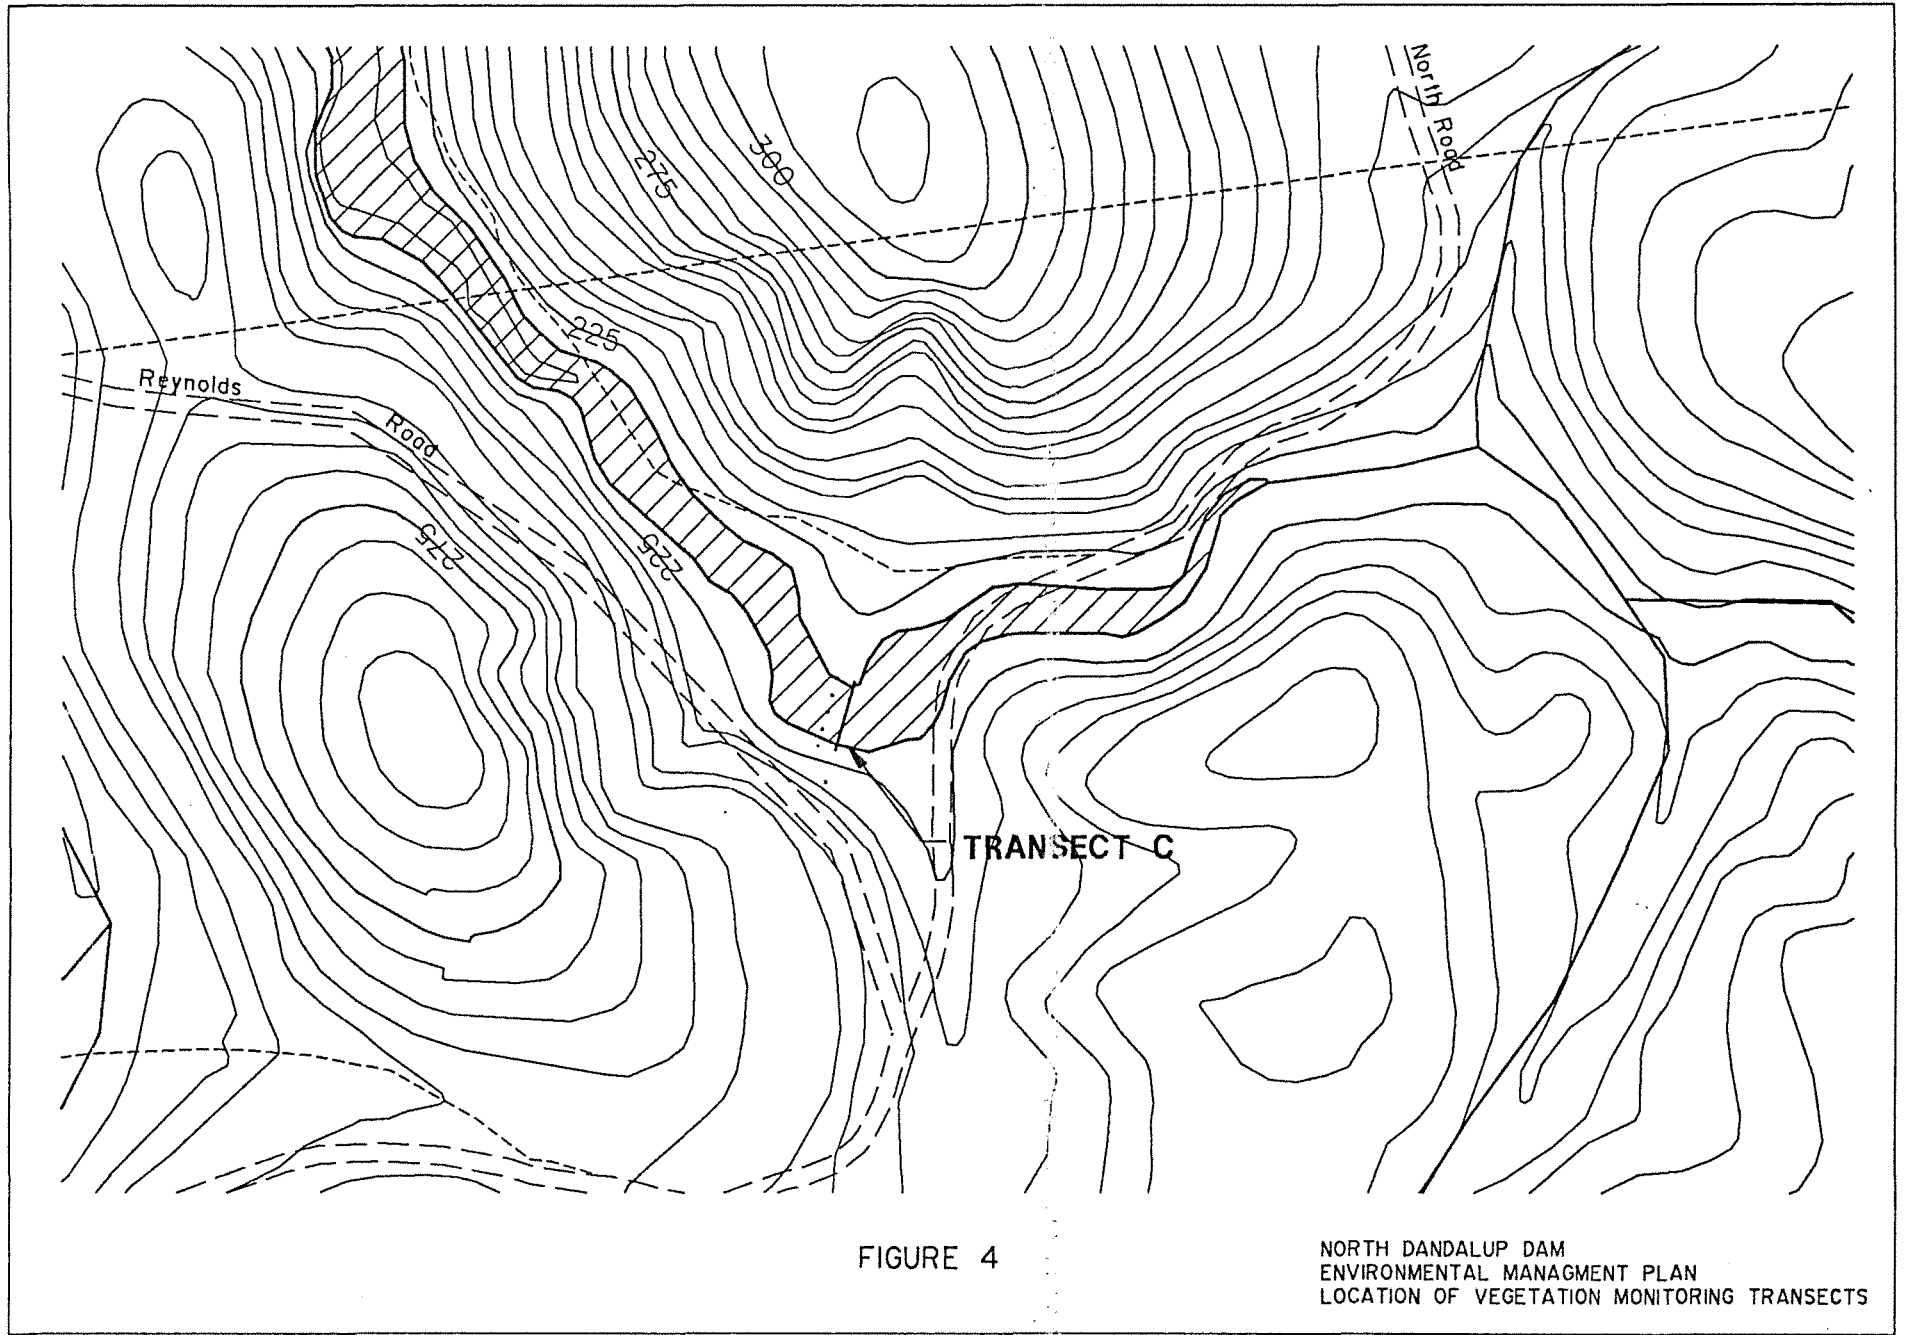 North Road
300
275
225
Reynolds
Road
275
225
TRANSECT C
FIGURE 4
NORTH DANDALUP DAM
ENVIRONMENTAL MANAGMENT PLAN
LOCATION OF VEGETATION MONITORING TRANSECTS